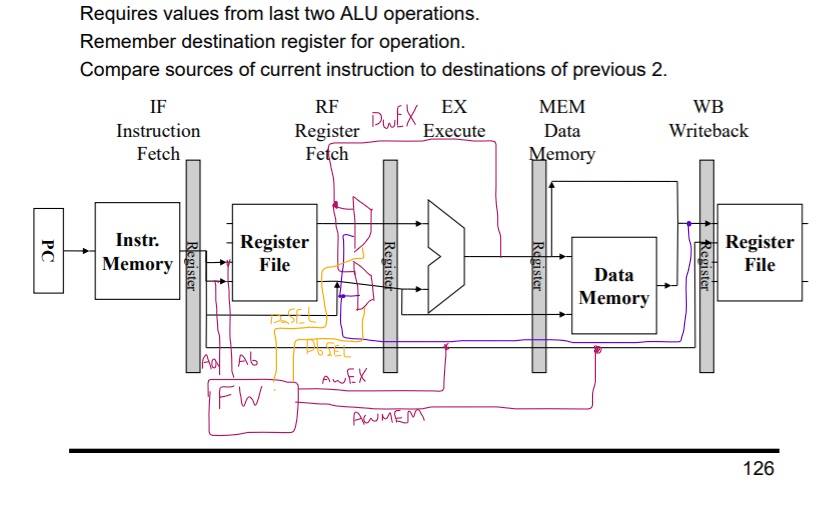 Requires values from last two ALU operations.
Remember destination register for operation.
Compare sources of current instruction to destinations of previous 2.
IF
Instruction
Fetch
RF
Register
Fetch
DwEX
EX
Execute
MEM
Data
Memory
WB
Writeback
PC
Instr.
Memory
Register
Register
File
Register
Register
Data
Memory
Register
Register
File
DaSEL
DbSEL
Aa
Ab
FW
AwEX
AwMEM
126